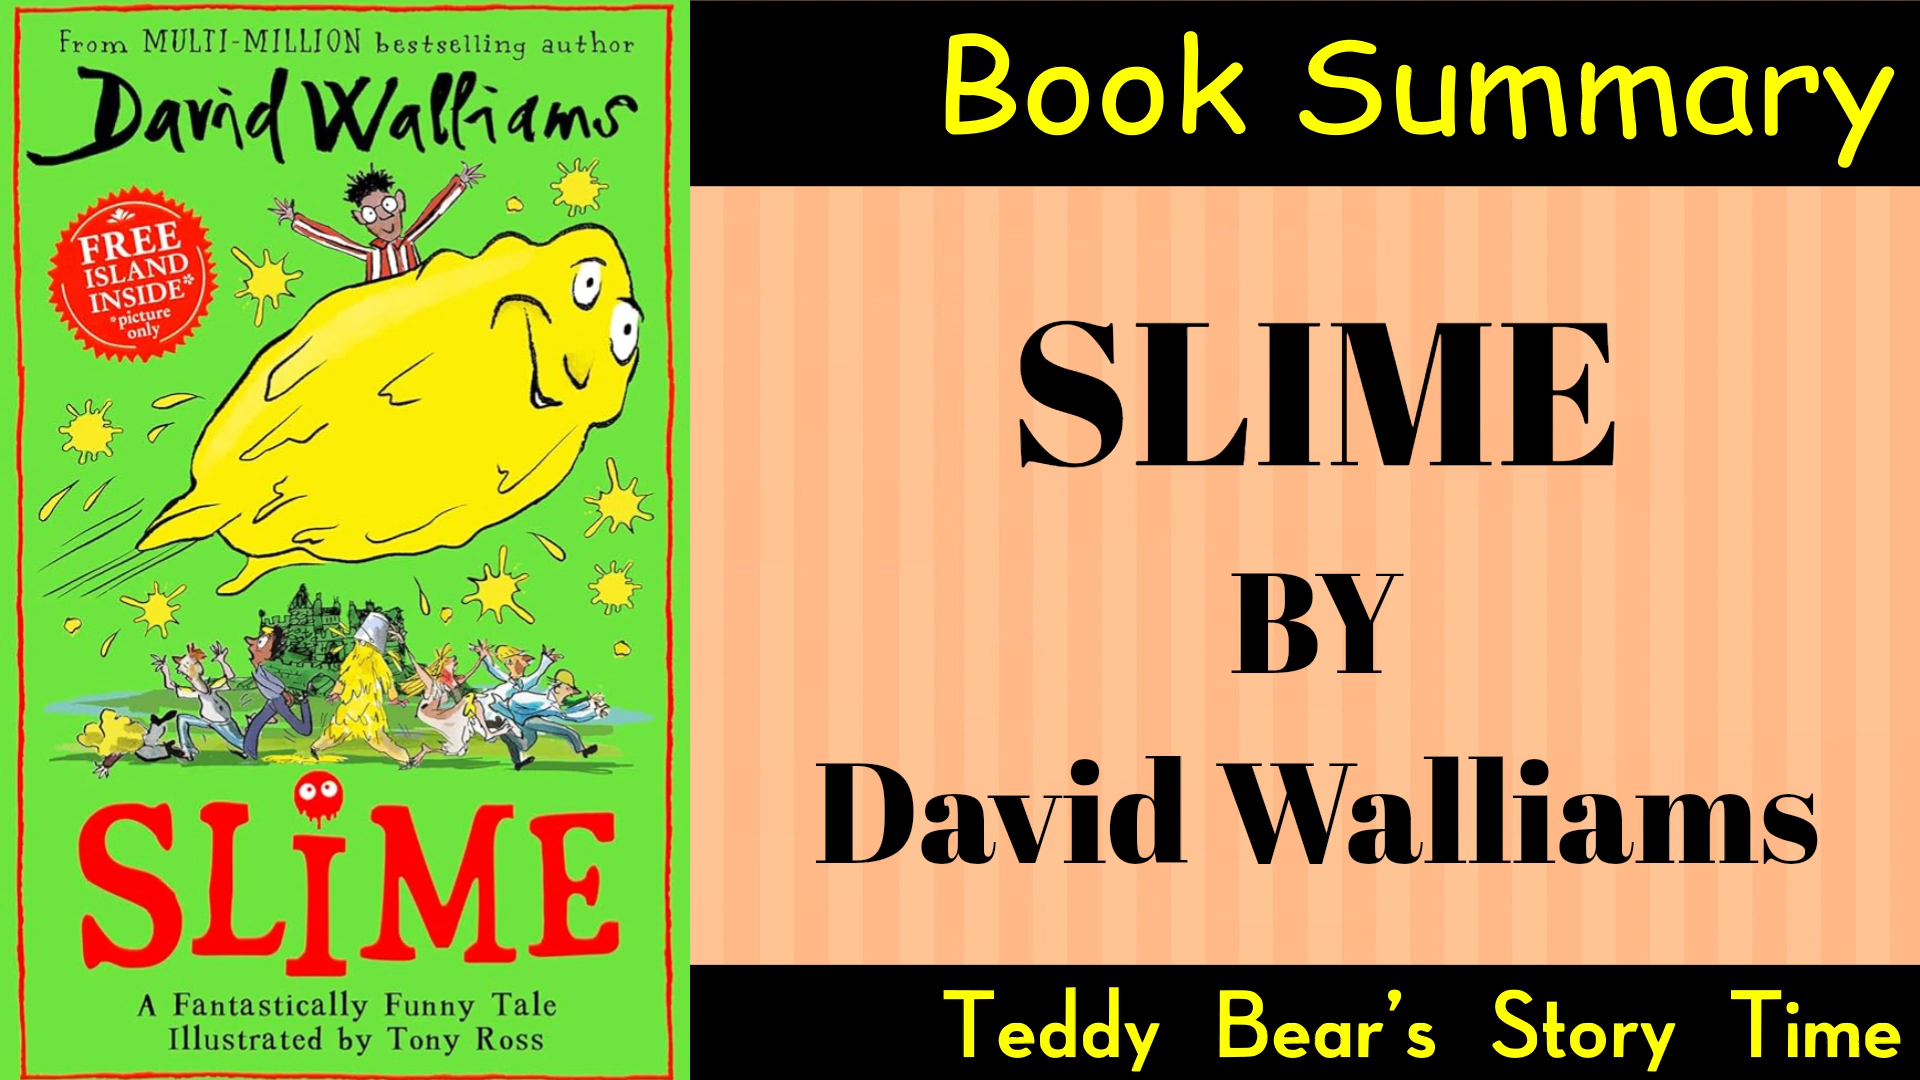 From MULTI-MILLION bestselling author
David Walliams
FREE
ISLAND
INSIDE*
*picture
only
SLIME
A Fantastically Funny Tale
Illustrated by Tony Ross
Book Summary
SLIME
BY
David Walliams
Teddy Bear's Story Time